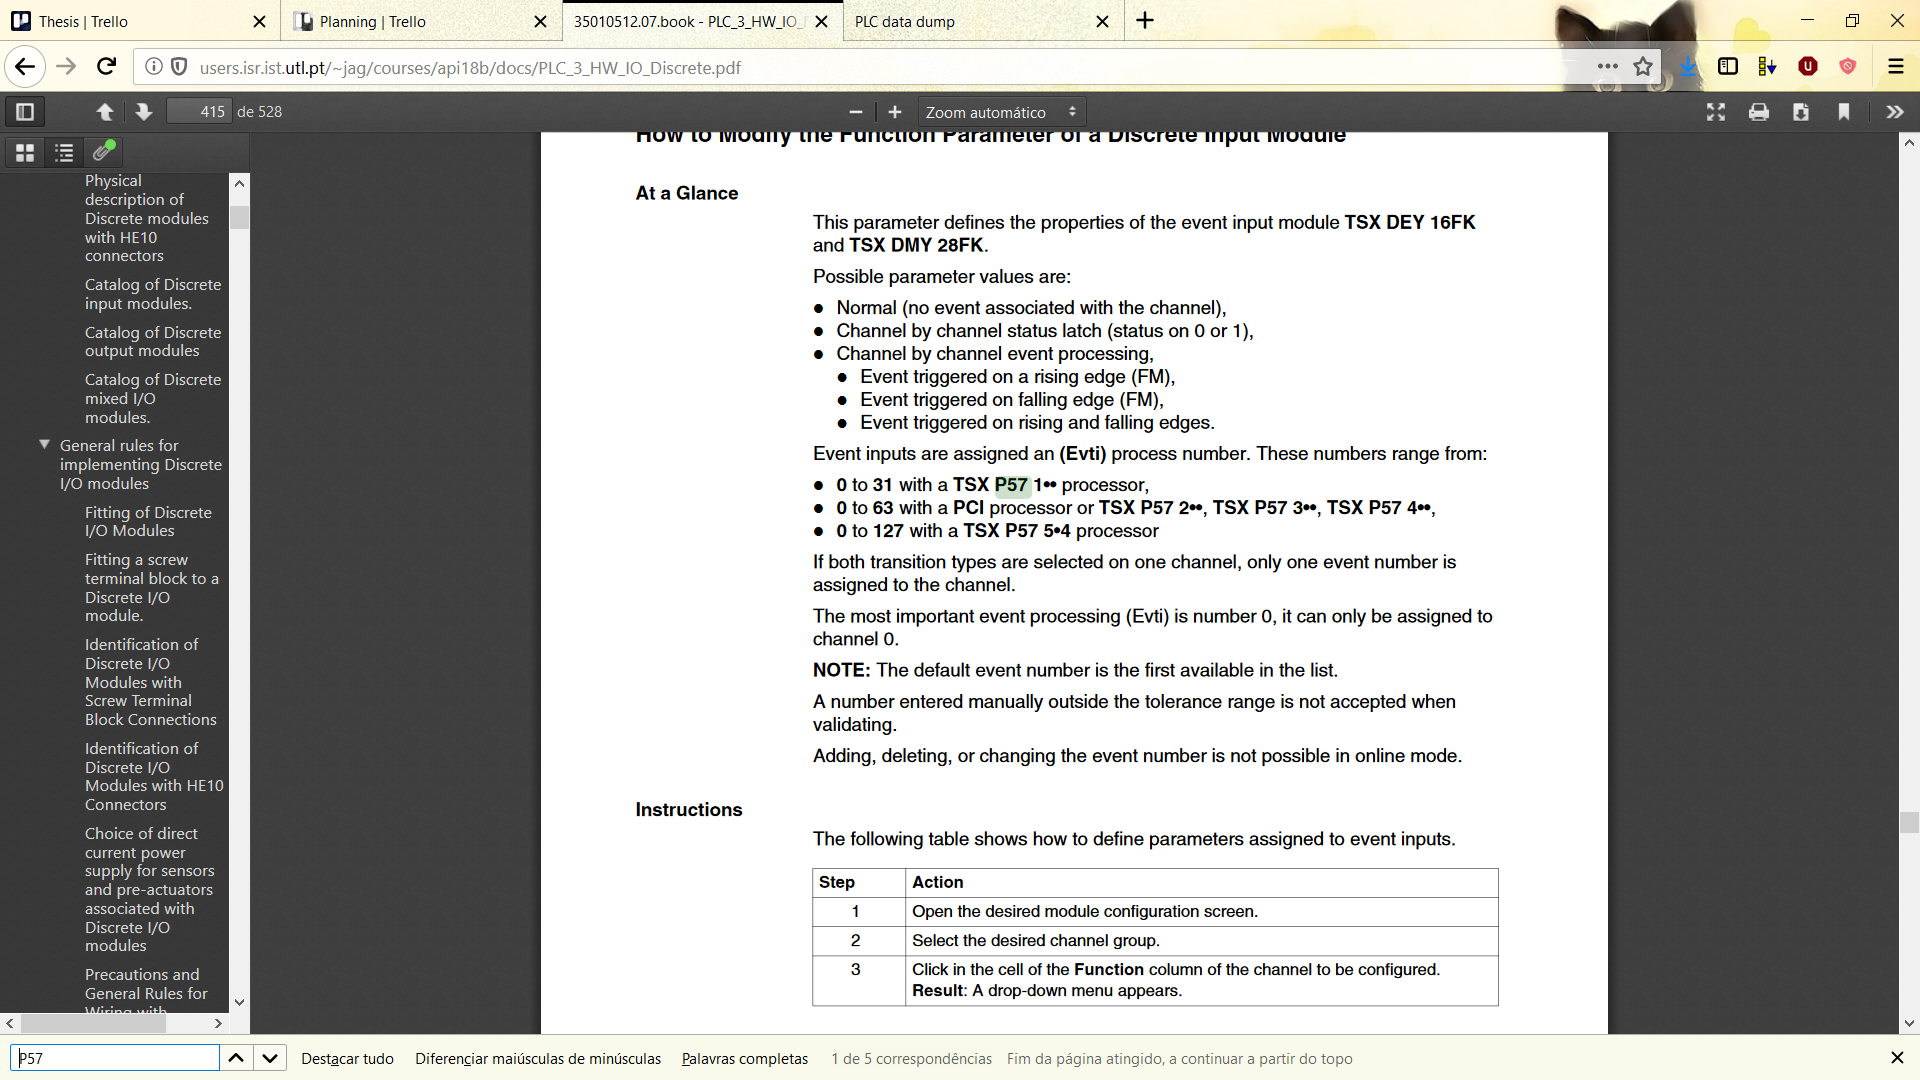 Thesis | Trello
Planning | Trello
35010512.07.book - PLC_3_HW_IO_
PLC data dump
users.isr.ist.utl.pt/~jag/courses/api18b/docs/PLC_3_HW_IO_Discrete.pdf
415 de 528
Zoom automático
Physical
description of
Discrete modules
with HE10
connectors
Catalog of Discrete
input modules.
Catalog of Discrete
output modules
Catalog of Discrete
mixed I/O
modules.
General rules for
implementing Discrete
I/O modules
Fitting of Discrete
I/O Modules
Fitting a screw
terminal block to a
Discrete I/O
module.
Identification of
Discrete I/O
Modules with
Screw Terminal
Block Connections
Identification of
Discrete I/O
Modules with HE10
Connectors
Choice of direct
current power
supply for sensors
and pre-actuators
associated with
Discrete I/O
modules
Precautions and
General Rules for
Wiring with
How to Modify the Function Parameter of a Discrete Input Module
At a Glance
This parameter defines the properties of the event input module TSX DEY 16FK
and TSX DMY 28FK.
Possible parameter values are:
● Normal (no event associated with the channel),
● Channel by channel status latch (status on 0 or 1),
● Channel by channel event processing,
● Event triggered on a rising edge (FM),
● Event triggered on falling edge (FM),
● Event triggered on rising and falling edges.
Event inputs are assigned an (Evti) process number. These numbers range from:
● 0 to 31 with a TSX P57 1•• processor,
● 0 to 63 with a PCI processor or TSX P57 2••, TSX P57 3••, TSX P57 4••,
● 0 to 127 with a TSX P57 5•4 processor
If both transition types are selected on one channel, only one event number is
assigned to the channel.
The most important event processing (Evti) is number 0, it can only be assigned to
channel 0.
NOTE: The default event number is the first available in the list.
A number entered manually outside the tolerance range is not accepted when
validating.
Adding, deleting, or changing the event number is not possible in online mode.
Instructions
The following table shows how to define parameters assigned to event inputs.
Step Action
1 Open the desired module configuration screen.
2 Select the desired channel group.
3 Click in the cell of the Function column of the channel to be configured.
Result: A drop-down menu appears.
P57
Destacar tudo
Diferenciar maiúsculas de minúsculas
Palavras completas
1 de 5 correspondências
Fim da página atingido, a continuar a partir do topo